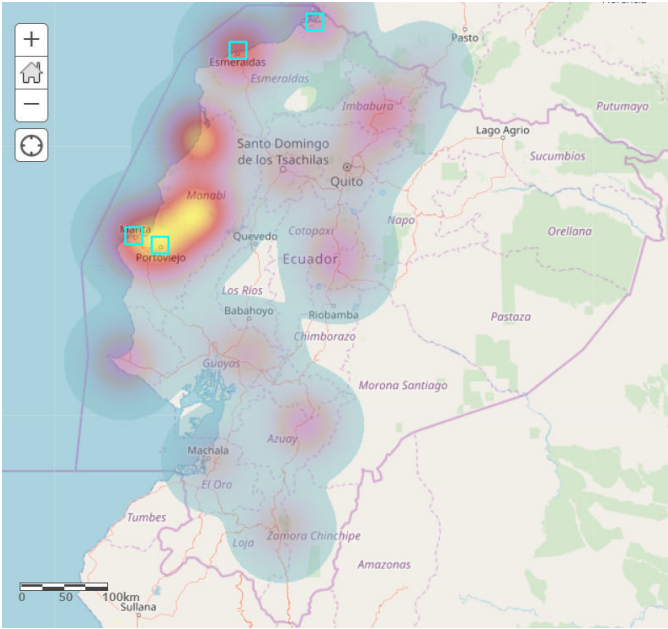 +
−
Pasto
Esmeraldas
Esmeraldas
Imbabura
Putumayo
Lago Agrio
Santo Domingo
de los Tsachilas
Sucumbios
Quito
Manabí
Napo
Manta
Cotopaxi
Orellana
Quevedo
Portoviejo
Ecuador
Los Ríos
Babahoyo
Riobamba
Pastaza
Chimborazo
Guayas
Morona Santiago
Azuay
Machala
El Oro
Tumbes
Loja
Zamora Chinchipe
Amazonas
0 50 100km
Sullana